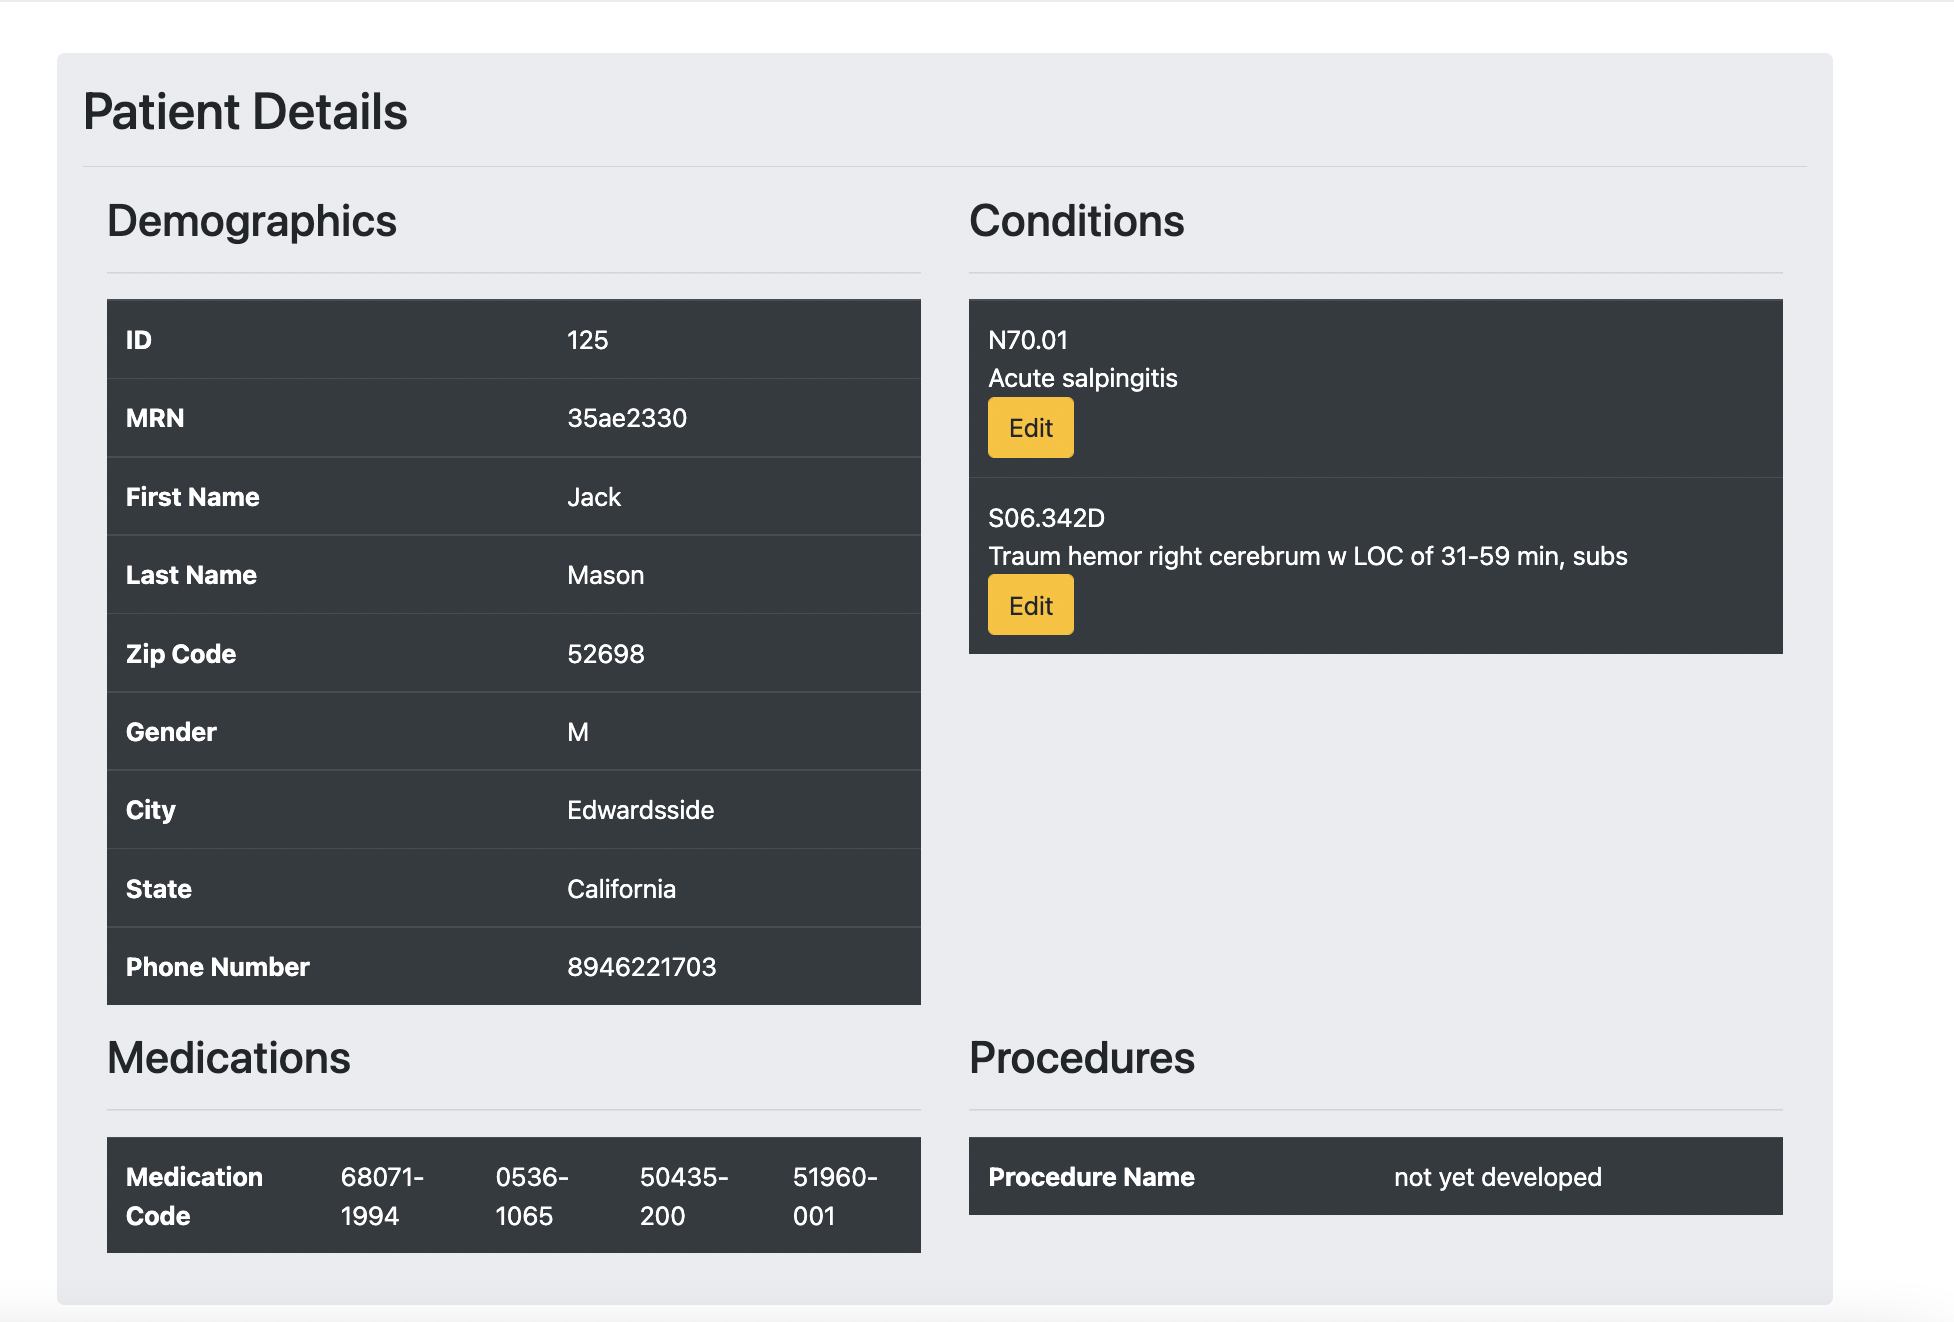 Patient Details
Demographics
ID 125
MRN 35ae2330
First Name Jack
Last Name Mason
Zip Code 52698
Gender M
City Edwardsside
State California
Phone Number 8946221703
Conditions
N70.01
Acute salpingitis
Edit
S06.342D
Traum hemor right cerebrum w LOC of 31-59 min, subs
Edit
Medications
Medication 68071- 0536- 50435- 51960-
Code 1994 1065 200 001
Procedures
Procedure Name not yet developed